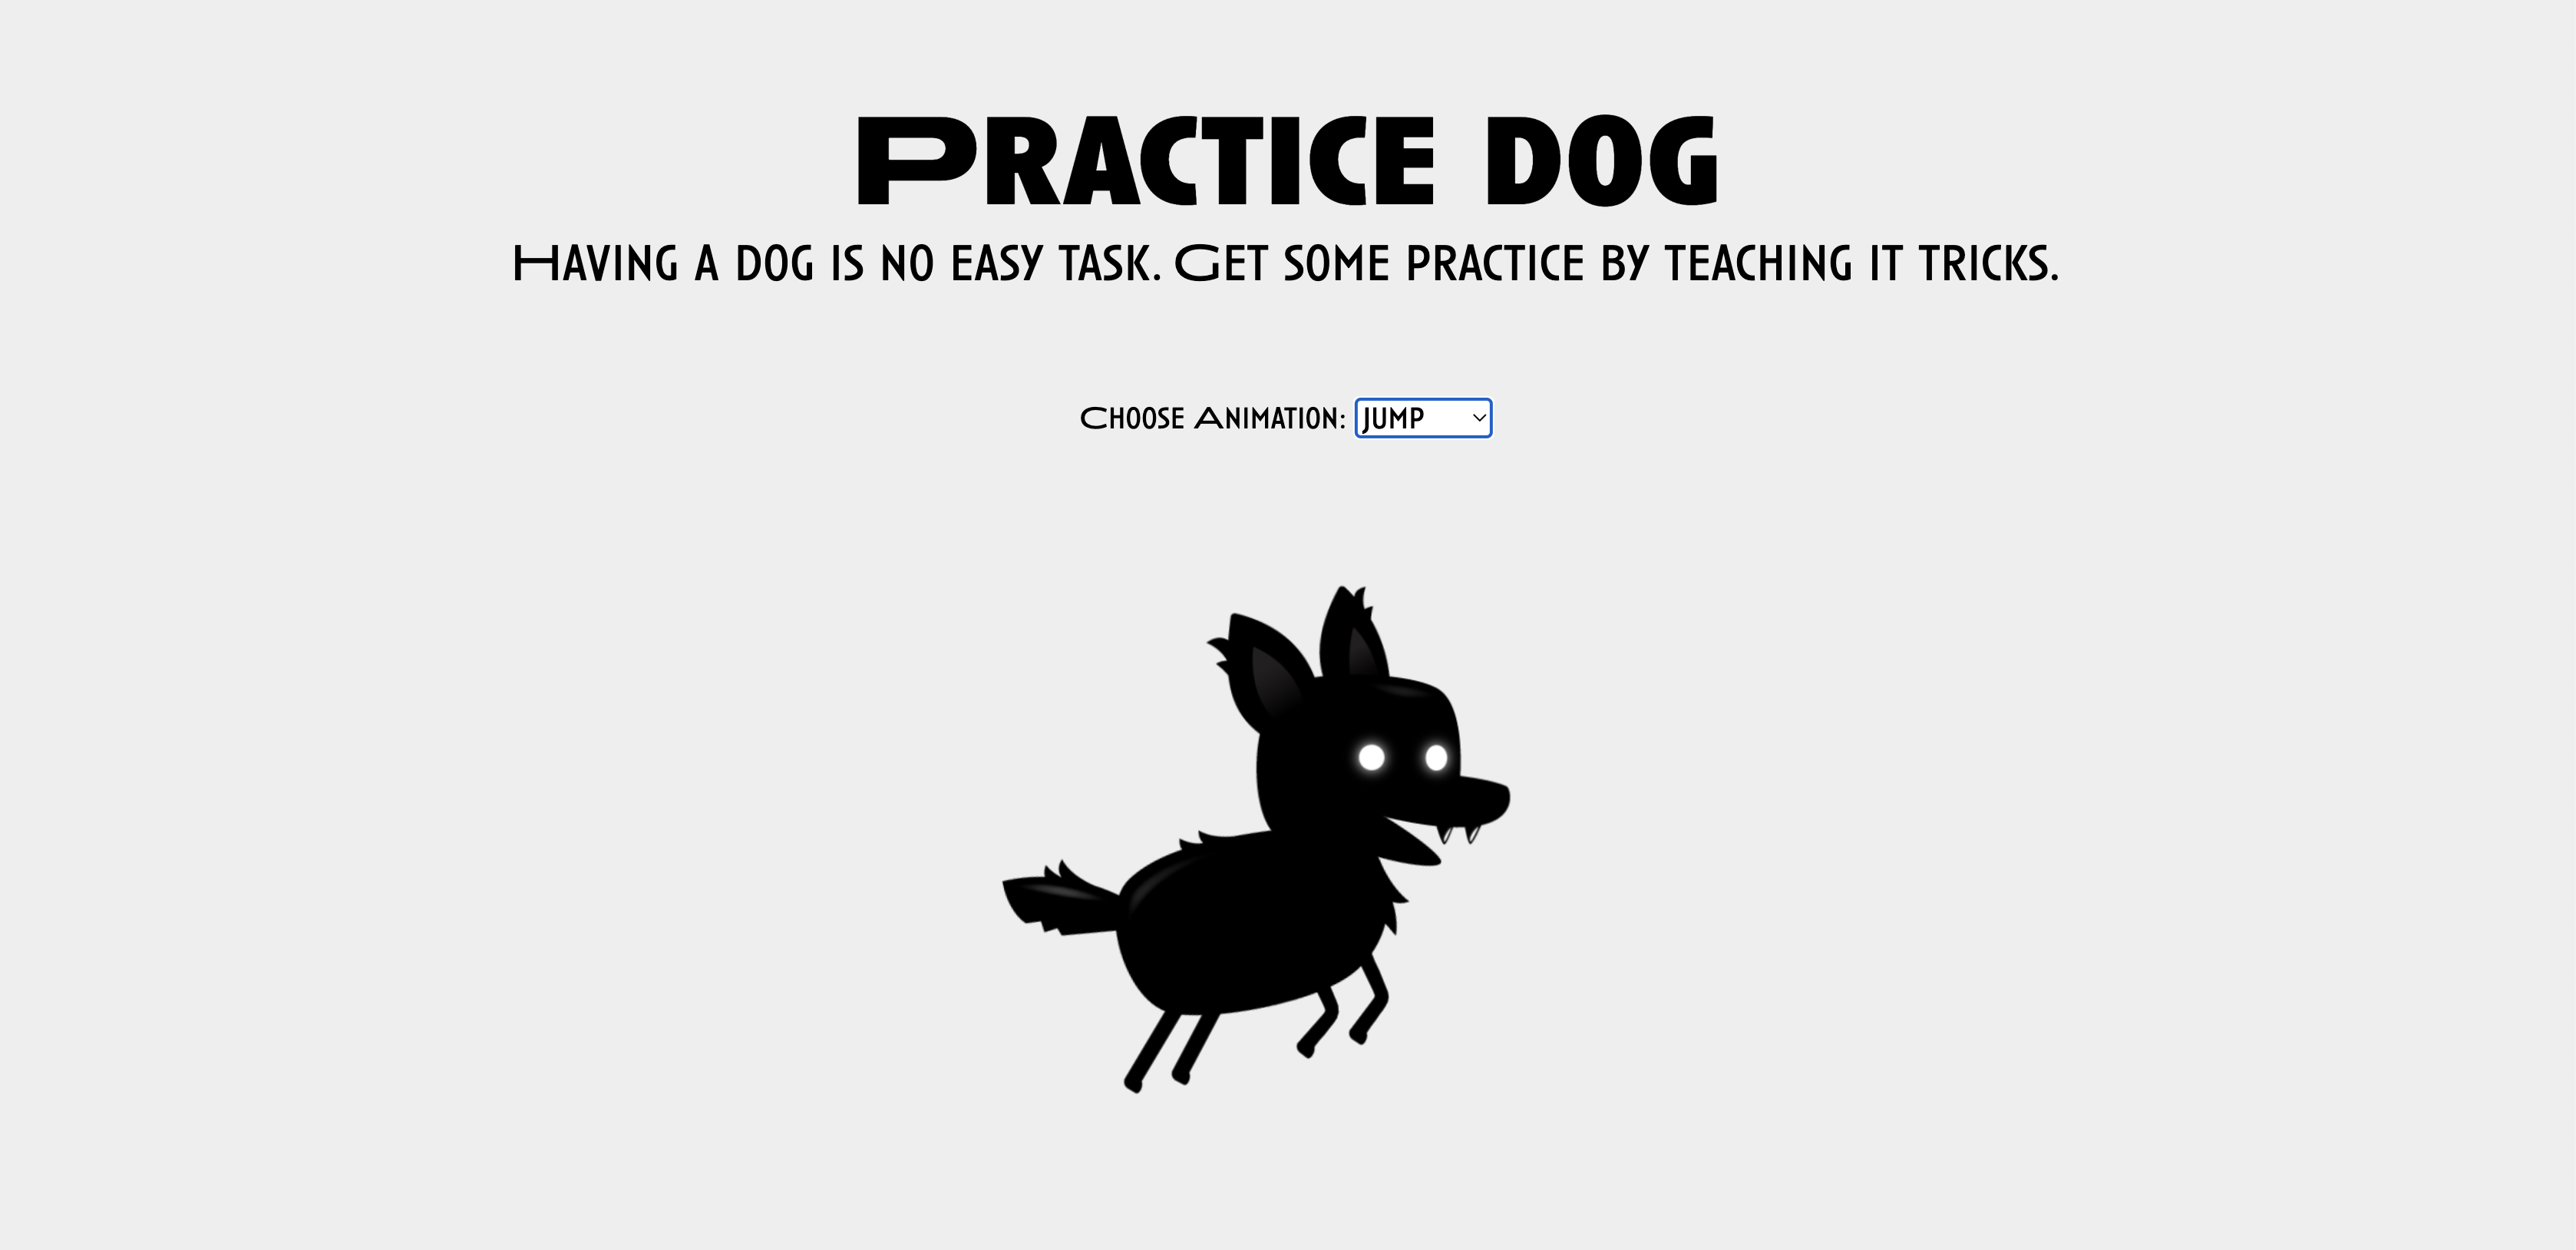 Practice dog
Having a dog is no easy task. Get some practice by teaching it tricks.
Choose Animation: JUMP